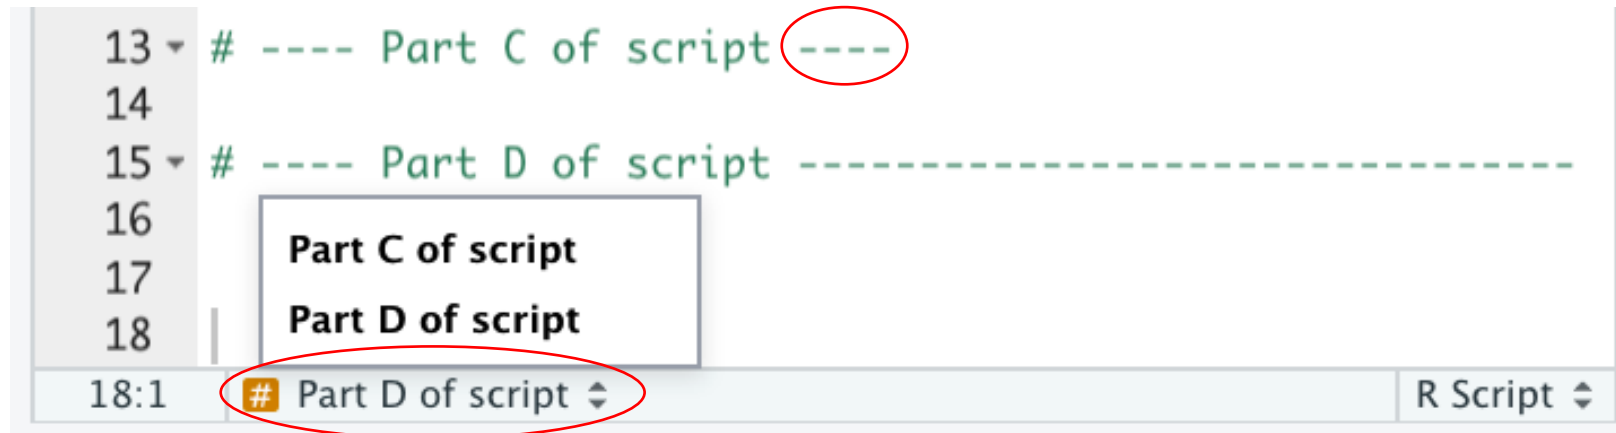 13 # ---- Part C of script ----
14
15 # ---- Part D of script --------------------------------
16
Part C of script
17
Part D of script
18
18:1 # Part D of script R Script